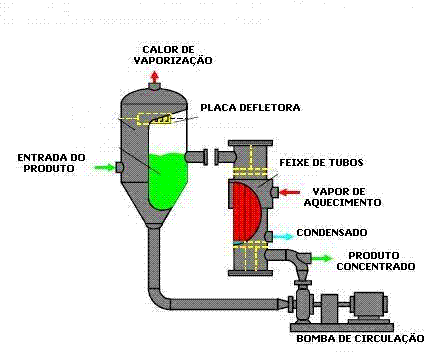 CALOR DE
VAPORIZAÇÃO
PLACA DEFLETORA
ENTRADA DO
PRODUTO
FEIXE DE TUBOS
VAPOR DE
AQUECIMENTO
CONDENSADO
PRODUTO
CONCENTRADO
BOMBA DE CIRCULAÇÃO